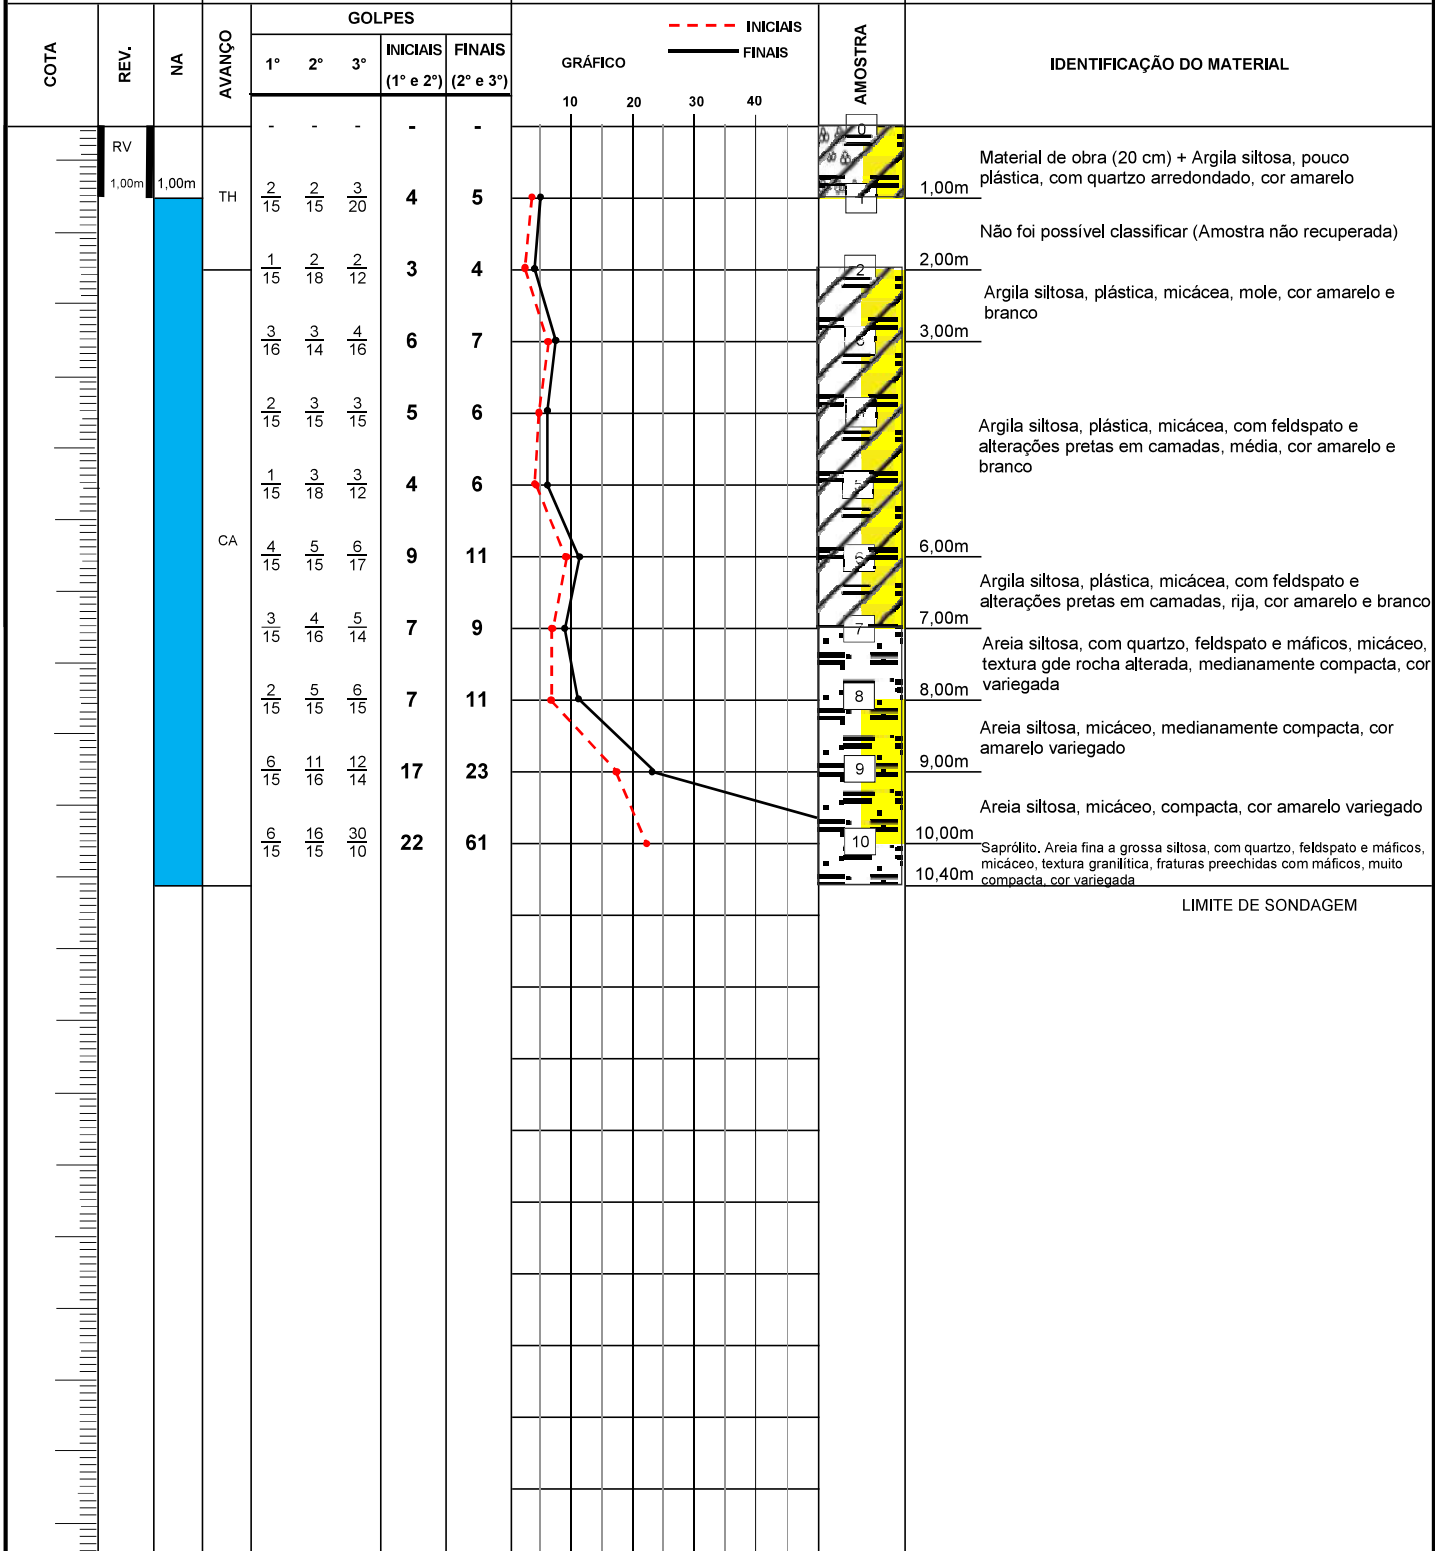 COTA
REV.
NA
AVANÇO
GOLPES
1° 2° 3°
INICIAIS
(1° e 2°)
FINAIS
(2° e 3°)
GRÁFICO
INICIAIS
FINAIS
10 20 30 40
AMOSTRA
IDENTIFICAÇÃO DO MATERIAL
- - - - -
0
RV
1,00m
1,00m
TH
Material de obra (20 cm) + Argila siltosa, pouco
plástica, com quartzo arredondado, cor amarelo
2/15 2/15 3/20 4 5
1
1,00m
Não foi possível classificar (Amostra não recuperada)
1/15 2/18 2/12 3 4
2
2,00m
Argila siltosa, plástica, micácea, mole, cor amarelo e
branco
3/16 3/14 4/16 6 7
3
3,00m
2/15 3/15 3/15 5 6
4
Argila siltosa, plástica, micácea, com feldspato e
alterações pretas em camadas, média, cor amarelo e
branco
1/15 3/18 3/12 4 6
5
CA
4/15 5/15 6/17 9 11
6
6,00m
Argila siltosa, plástica, micácea, com feldspato e
alterações pretas em camadas, rija, cor amarelo e branco
3/15 4/16 5/14 7 9
7
7,00m
Areia siltosa, com quartzo, feldspato e máficos, micáceo,
textura gde rocha alterada, medianamente compacta, cor
variegada
2/15 5/15 6/15 7 11
8
8,00m
Areia siltosa, micáceo, medianamente compacta, cor
amarelo variegado
6/15 11/16 12/14 17 23
9
9,00m
Areia siltosa, micáceo, compacta, cor amarelo variegado
6/15 16/15 30/10 22 61
10
10,00m
Saprólito. Areia fina a grossa siltosa, com quartzo, feldspato e máficos,
micáceo, textura granilítica, fraturas preechidas com máficos, muito
compacta, cor variegada
10,40m
LIMITE DE SONDAGEM